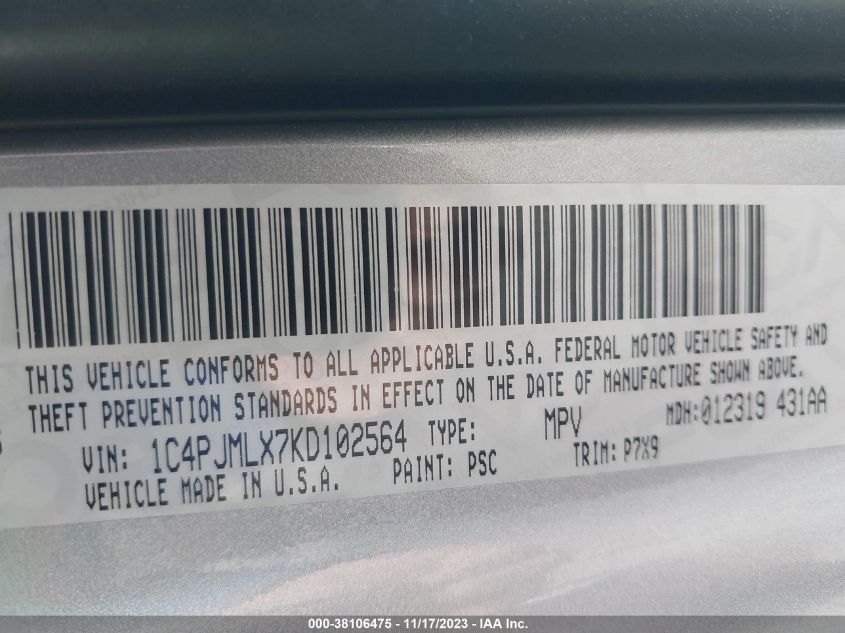 THIS VEHICLE CONFORMS TO ALL APPLICABLE U.S.A. FEDERAL MOTOR VEHICLE SAFETY AND
THEFT PREVENTION STANDARDS IN EFFECT ON THE DATE OF MANUFACTURE SHOWN ABOVE.
VIN: 1C4PJMLX7KD102564 TYPE: MPV MDH:012319 431AA
VEHICLE MADE IN U.S.A. PAINT: PSC TRIM: P7X9
000-38106475 - 11/17/2023 - IAA Inc.